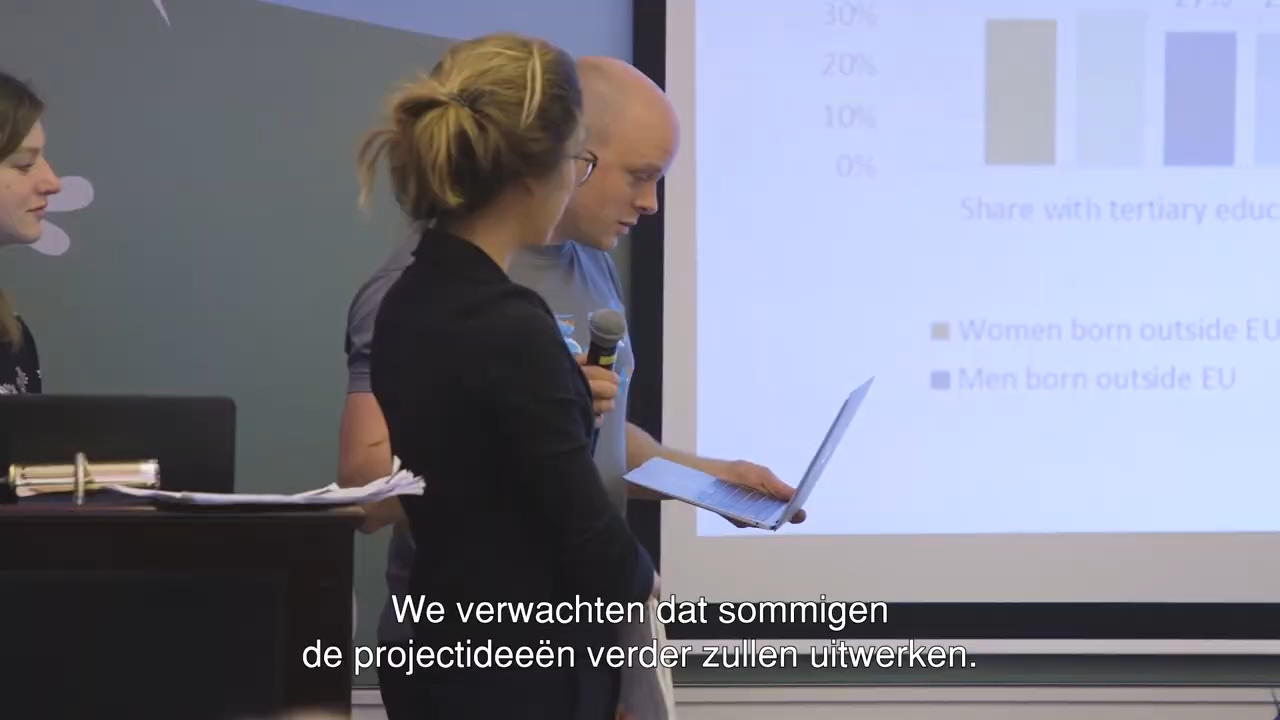 30%
20%
10%
0%
Share with tertiary educ
Women born outside EU
Men born outside EU
We verwachten dat sommigen
de projectideeën verder zullen uitwerken.